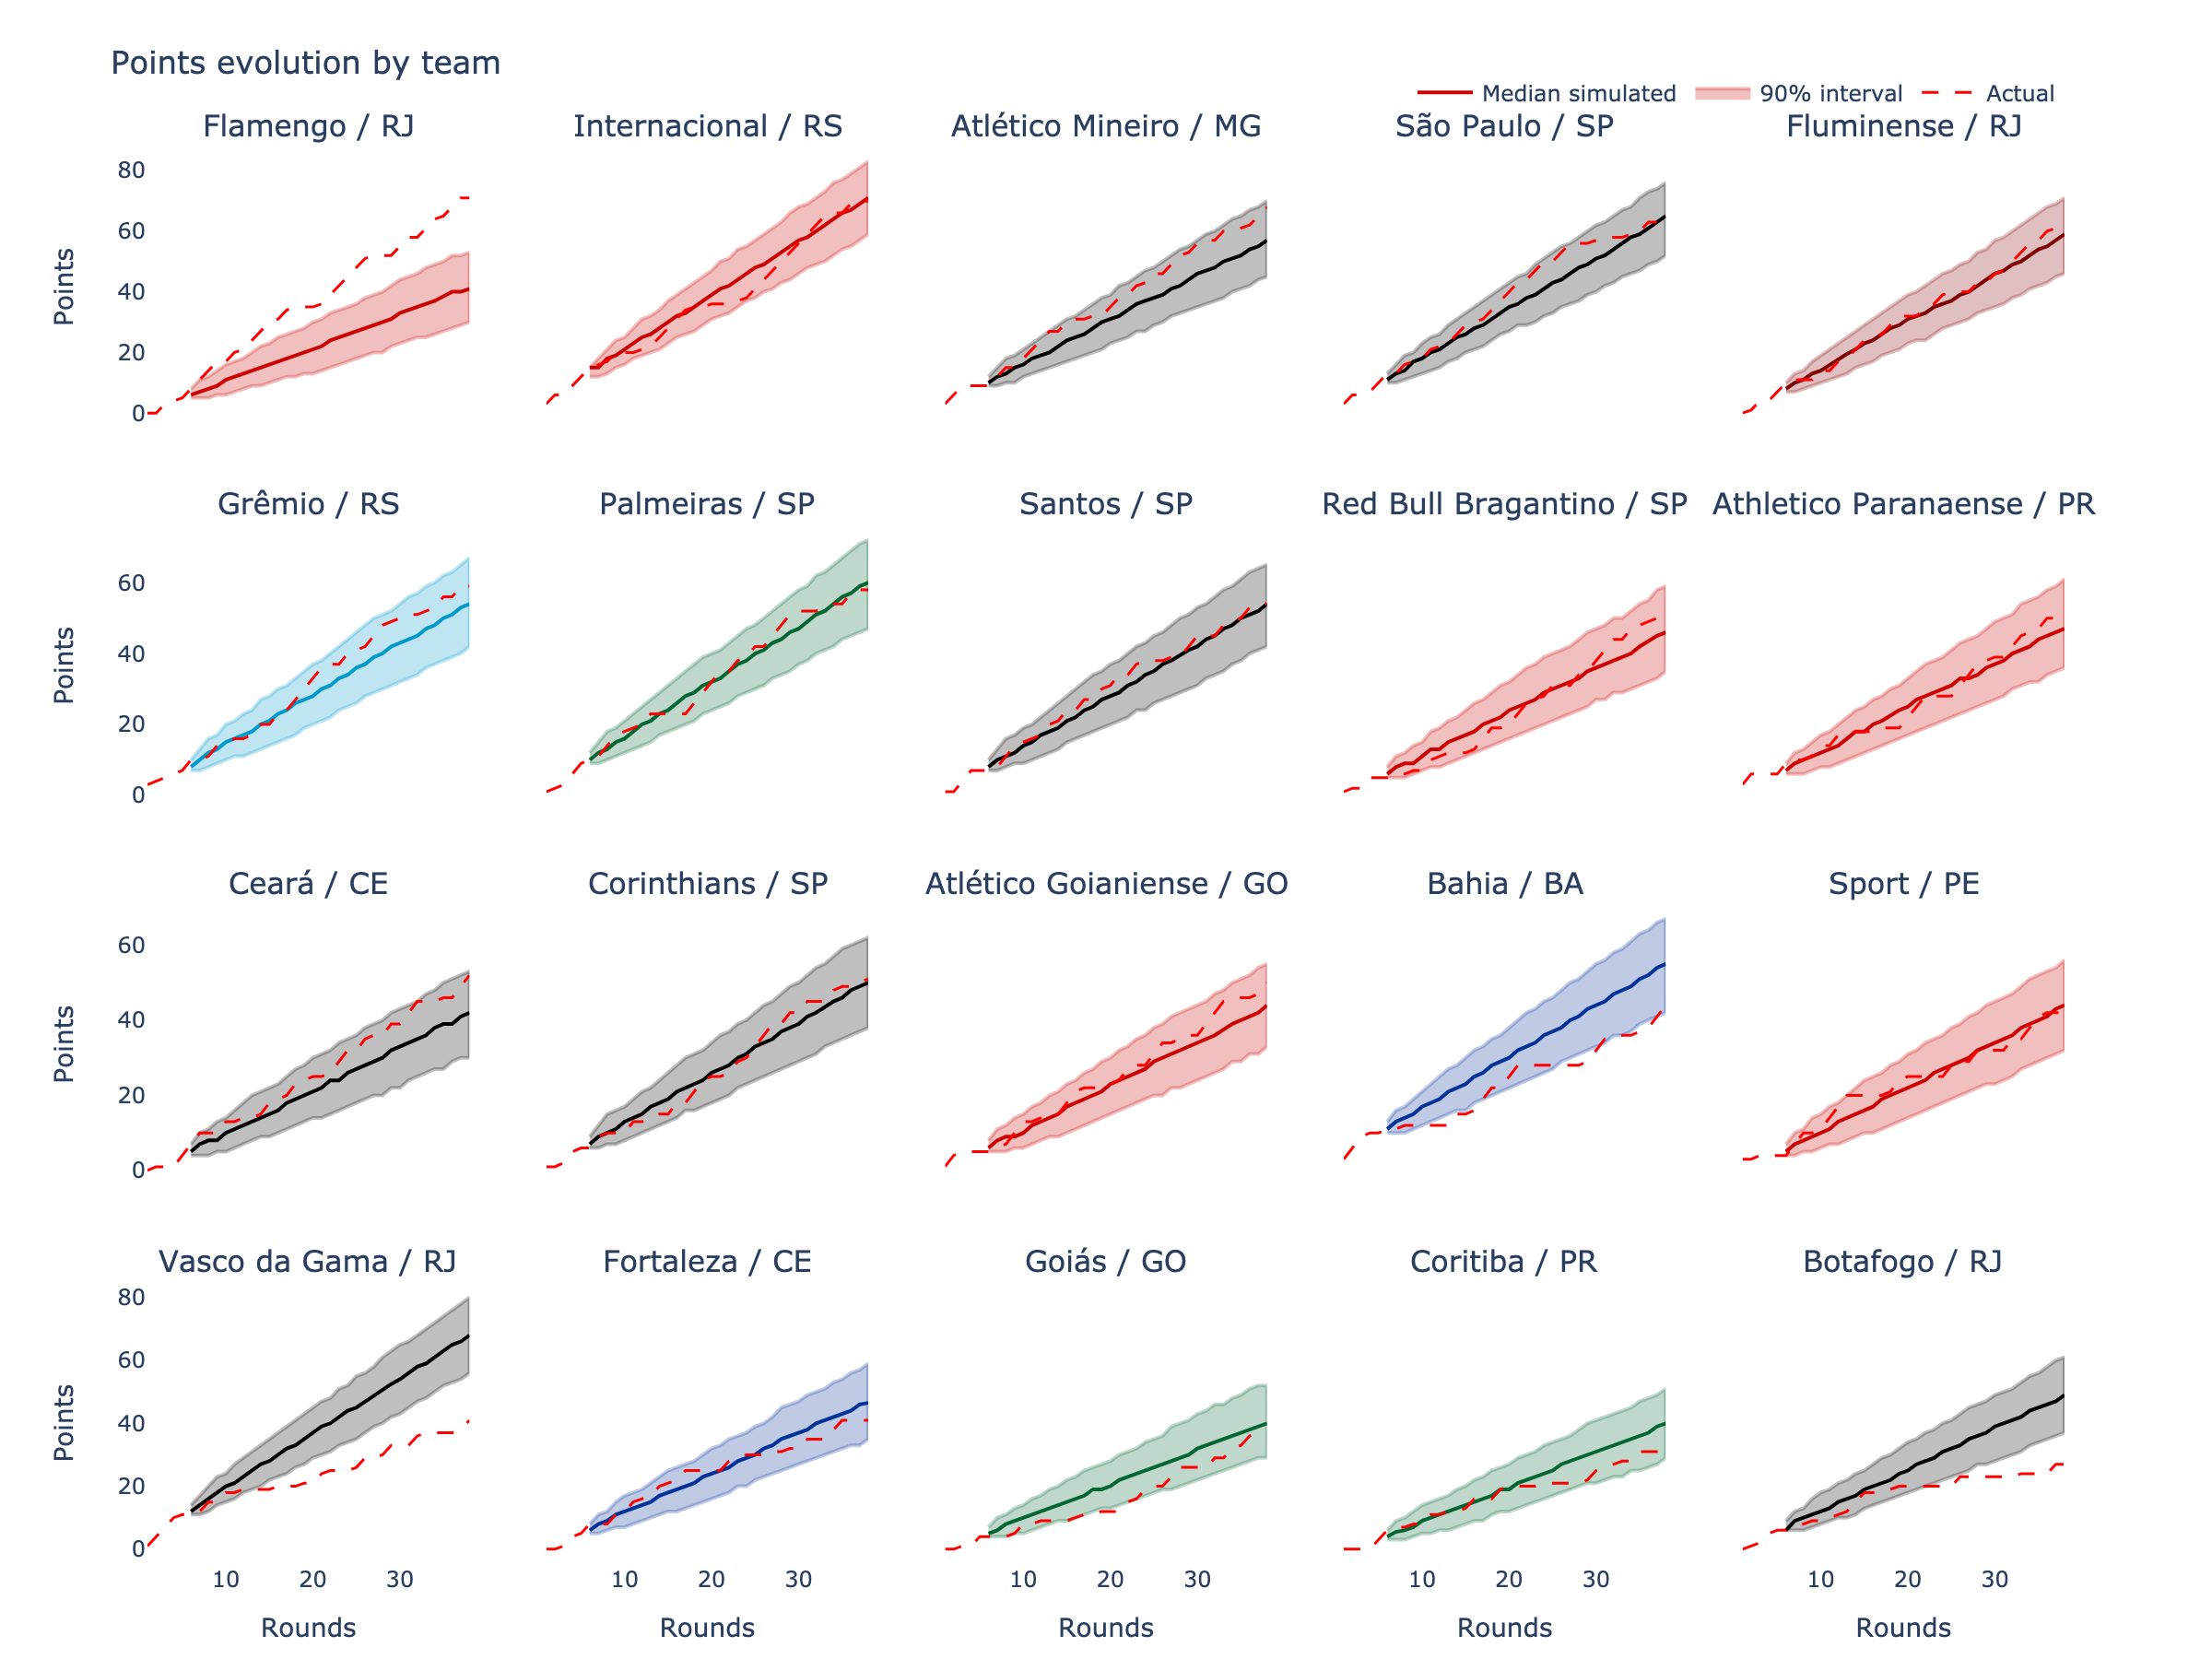 Points evolution by team
Median simulated 90% interval Actual
Flamengo / RJ Internacional / RS Atlético Mineiro / MG São Paulo / SP Fluminense / RJ
80
60
40
20
0
Points
Grêmio / RS Palmeiras / SP Santos / SP Red Bull Bragantino / SP Athletico Paranaense / PR
60
40
20
0
Points
Ceará / CE Corinthians / SP Atlético Goianiense / GO Bahia / BA Sport / PE
60
40
20
0
Points
Vasco da Gama / RJ Fortaleza / CE Goiás / GO Coritiba / PR Botafogo / RJ
80
60
40
20
0
Points
10 20 30 10 20 30 10 20 30 10 20 30 10 20 30
Rounds Rounds Rounds Rounds Rounds